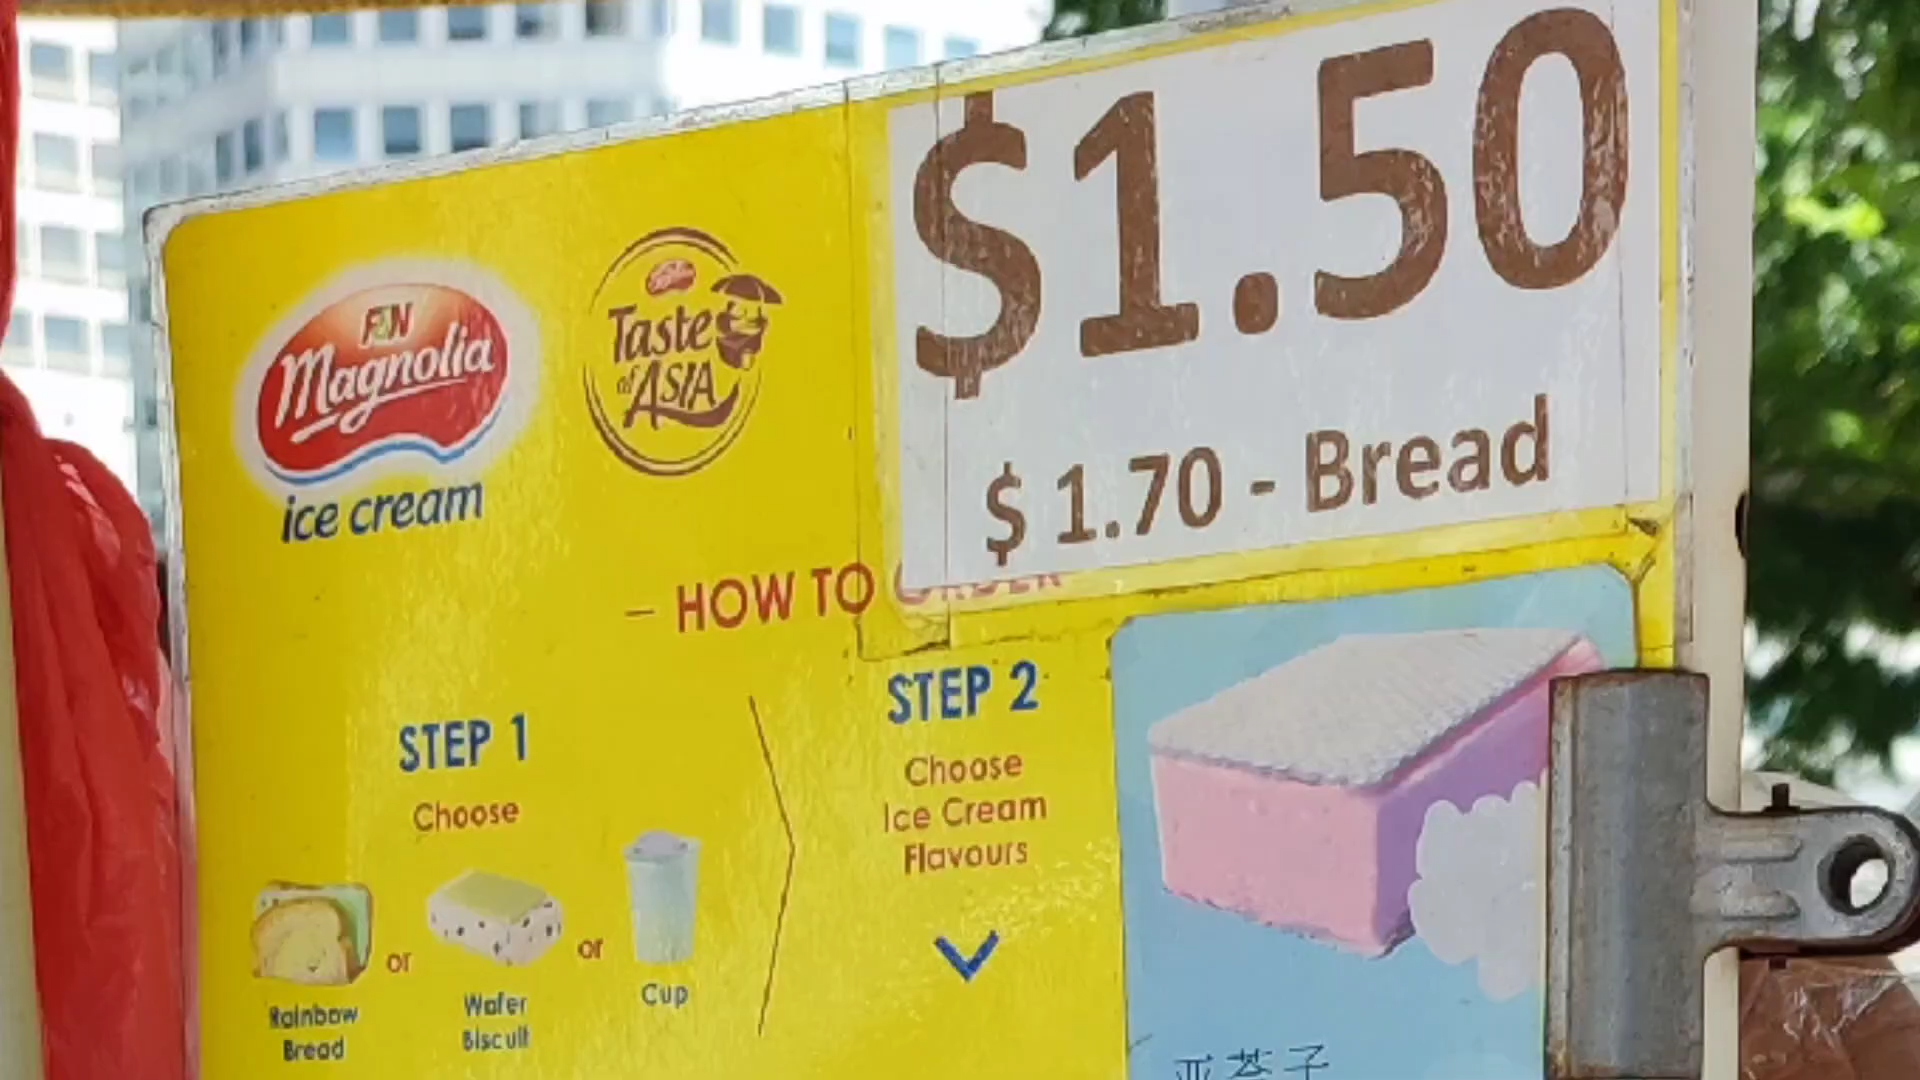 $1.50
$ 1.70 - Bread
F&N
Magnolia
ice cream
Taste
of ASIA
— HOW TO ORDER
STEP 1
Choose
Rainbow
Bread
or
Wafer
Biscuit
or
Cup
STEP 2
Choose
Ice Cream
Flavours